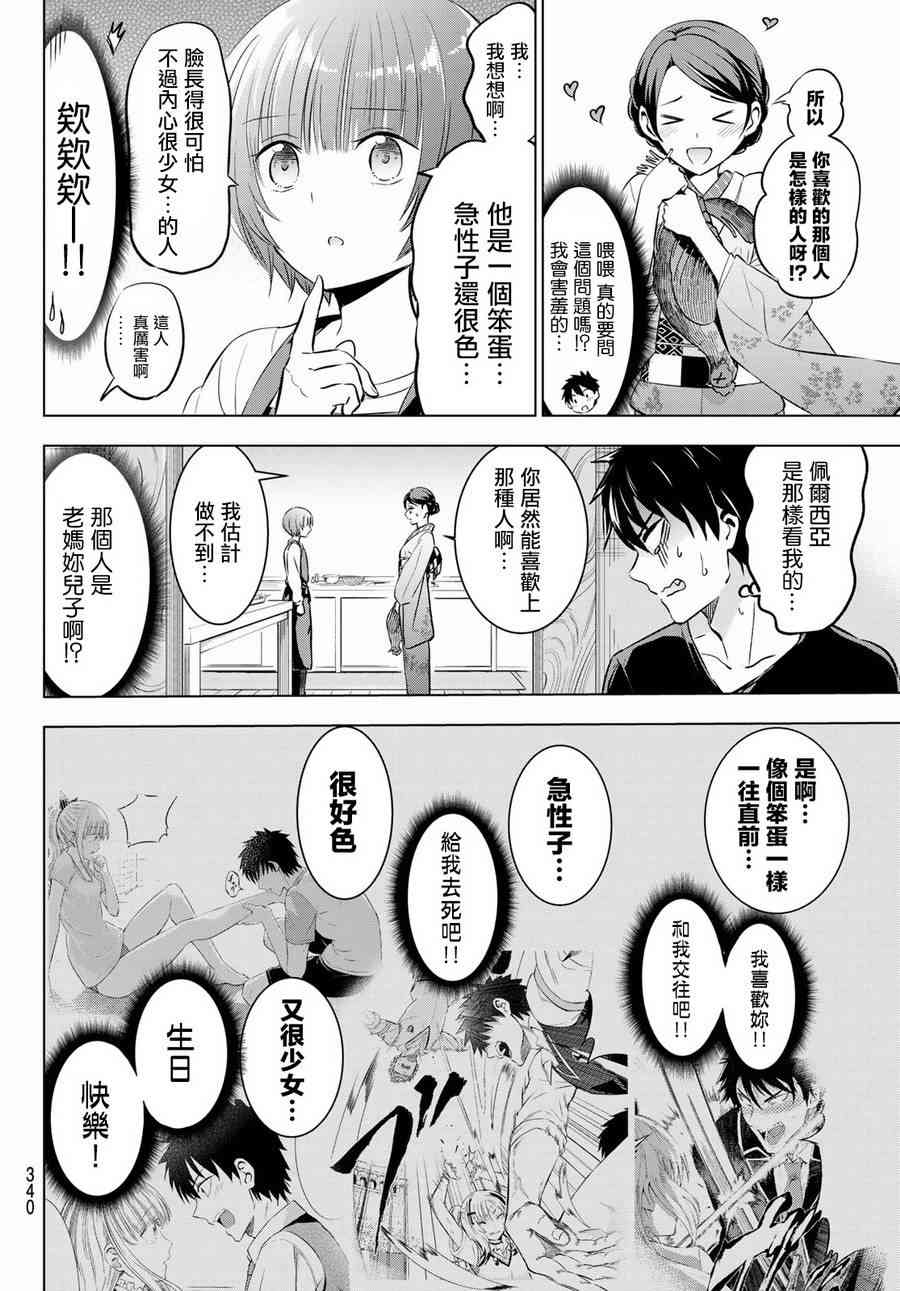 所以
你喜歡的那個人
是怎樣的人呀!?
喂喂 真的要問
這個問題嗎!?
我會害羞的…
我…
我想想啊
他是一個笨蛋…
急性子還很色…
臉長得很可怕
不過內心很少女…的人
欸欸欸—!!
這人
真厲害啊
……
佩爾西亞
是那樣看我的…
你居然能喜歡上
那種人啊…
我估計
做不到…
那個人是
老媽妳兒子啊!?
是啊…
像個笨蛋一樣
一往直前…
我喜歡妳!!
和我交往吧!!
急性子…
給我去死吧!!
很好色
又很少女…
生日
快樂!
ブン
340